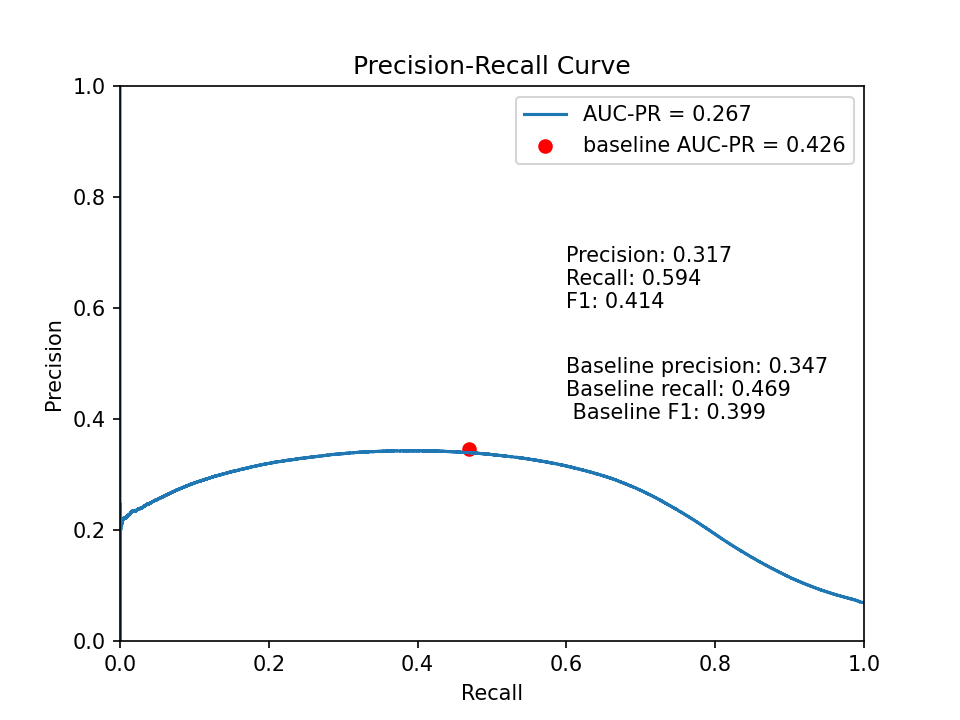 Precision-Recall Curve
AUC-PR = 0.267
baseline AUC-PR = 0.426
Precision: 0.317
Recall: 0.594
F1: 0.414
Baseline precision: 0.347
Baseline recall: 0.469
Baseline F1: 0.399
Precision
1.0
0.8
0.6
0.4
0.2
0.0
0.0 0.2 0.4 0.6 0.8 1.0
Recall